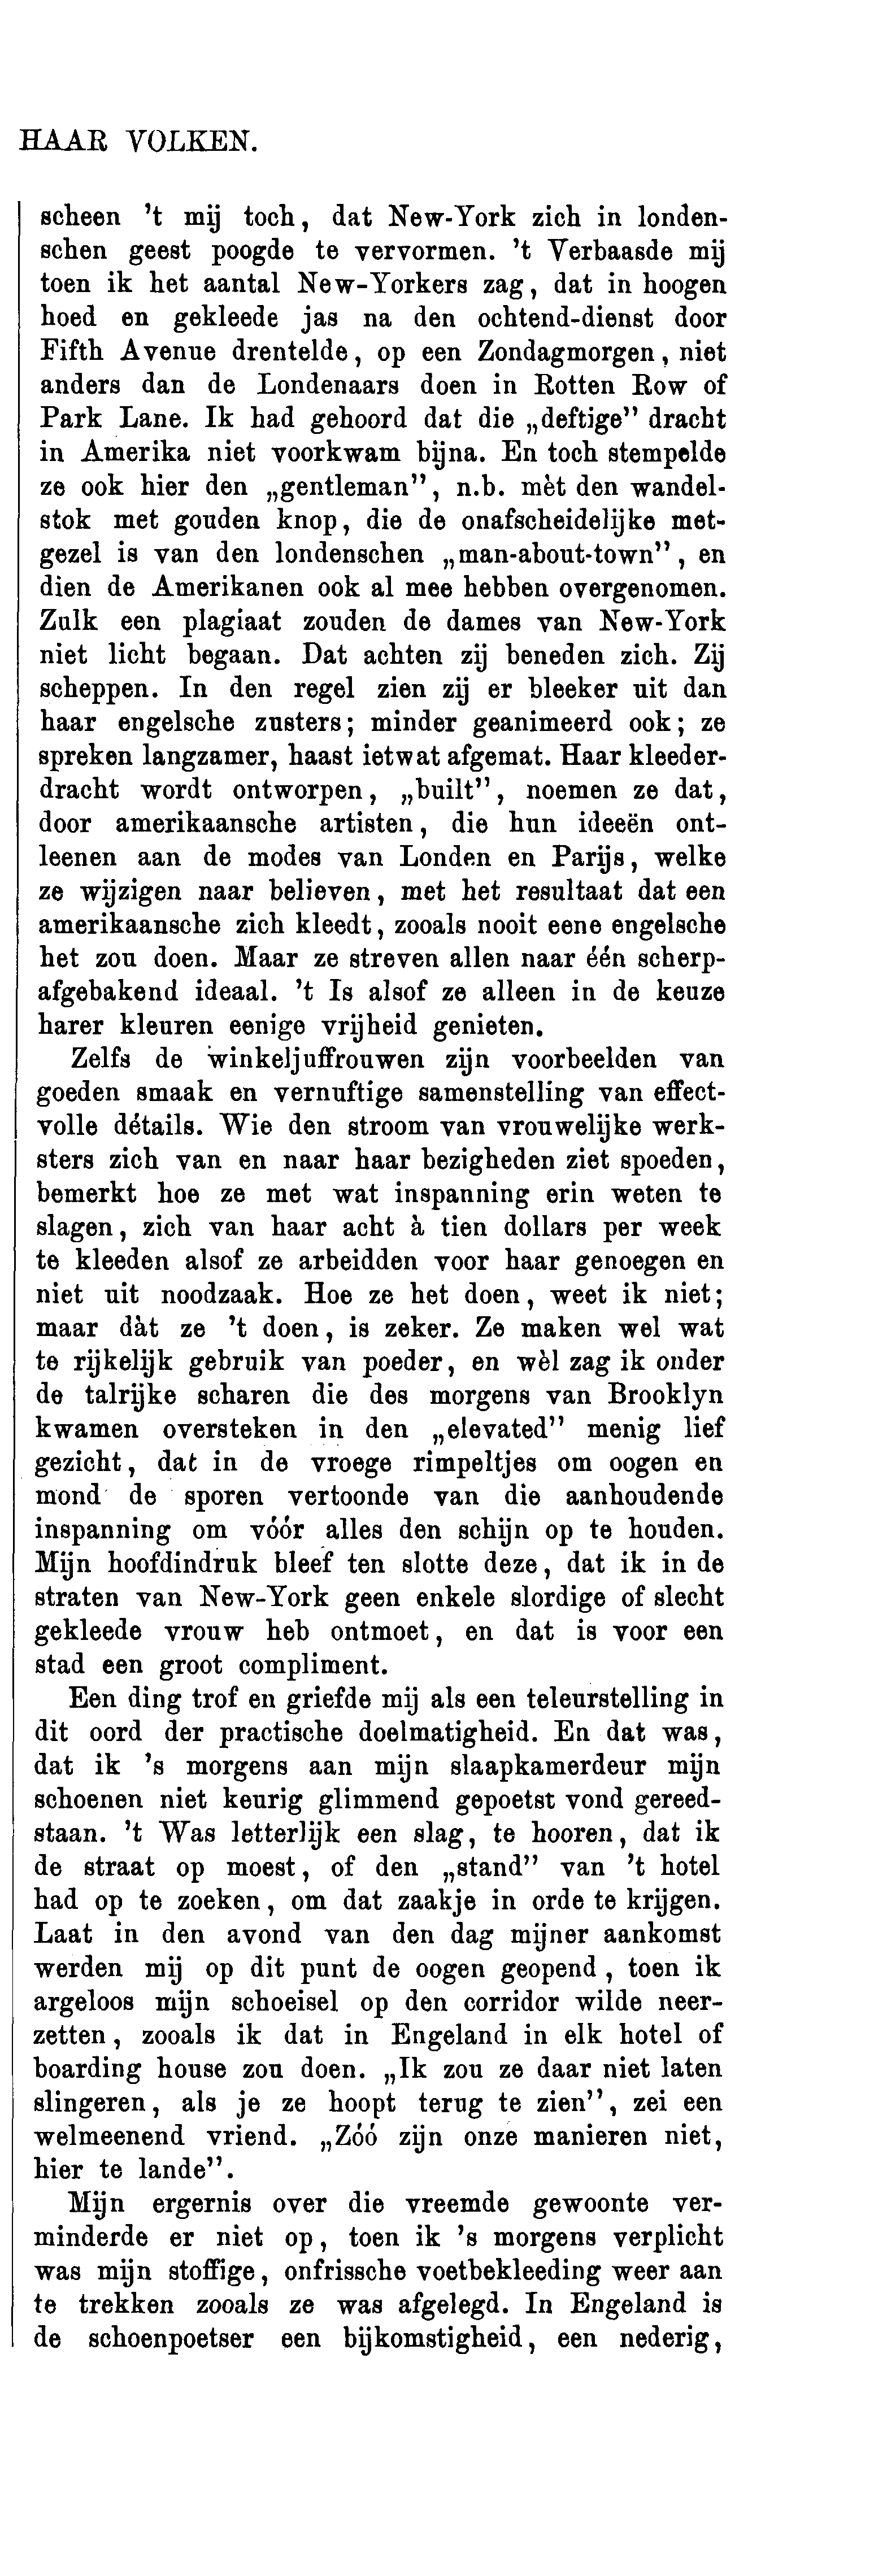 HAAR VOLKEN.
scheen 't mij toch, dat New-York zich in londen-
schen geest poogde te vervormen. 't Verbaasde mij
toen ik het aantal New-Yorkers zag, dat in hoogen
hoed en gekleede jas na den ochtend-dienst door
Fifth Avenue drentelde, op een Zondagmorgen, niet
anders dan de Londenaars doen in Rotten Row of
Park Lane. Ik had gehoord dat die „deftige” dracht
in Amerika niet voorkwam bijna. En toch stempelde
ze ook hier den „gentleman”, n.b. mèt den wandel-
stok met gouden knop, die de onafscheidelijke met-
gezel is van den londenschen „man-about-town”, en
dien de Amerikanen ook al mee hebben overgenomen.
Zulk een plagiaat zouden de dames van New-York
niet licht begaan. Dat achten zij beneden zich. Zij
scheppen. In den regel zien zij er bleeker uit dan
haar engelsche zusters; minder geanimeerd ook; ze
spreken langzamer, haast ietwat afgemat. Haar kleeder-
dracht wordt ontworpen, „built”, noemen ze dat,
door amerikaansche artisten, die hun ideeën ont-
leenen aan de modes van Londen en Parijs, welke
ze wijzigen naar believen, met het resultaat dat een
amerikaansche zich kleedt, zooals nooit eene engelsche
het zou doen. Maar ze streven allen naar één scherp-
afgebakend ideaal. 't Is alsof ze alleen in de keuze
harer kleuren eenige vrijheid genieten.
Zelfs de winkeljuffrouwen zijn voorbeelden van
goeden smaak en vernuftige samenstelling van effect-
volle détails. Wie den stroom van vrouwelijke werk-
sters zich van en naar haar bezigheden ziet spoeden,
bemerkt hoe ze met wat inspanning erin weten te
slagen, zich van haar acht à tien dollars per week
te kleeden alsof ze arbeidden voor haar genoegen en
niet uit noodzaak. Hoe ze het doen, weet ik niet;
maar dàt ze 't doen, is zeker. Ze maken wel wat
te rijkelijk gebruik van poeder, en wèl zag ik onder
de talrijke scharen die des morgens van Brooklyn
kwamen oversteken in den „elevated” menig lief
gezicht, dat in de vroege rimpeltjes om oogen en
mond de sporen vertoonde van die aanhoudende
inspanning om vóór alles den schijn op te houden.
Mijn hoofdindruk bleef ten slotte deze, dat ik in de
straten van New-York geen enkele slordige of slecht
gekleede vrouw heb ontmoet, en dat is voor een
stad een groot compliment.
Een ding trof en griefde mij als een teleurstelling in
dit oord der practische doelmatigheid. En dat was,
dat ik 's morgens aan mijn slaapkamerdeur mijn
schoenen niet keurig glimmend gepoetst vond gereed-
staan. 't Was letterlijk een slag, te hooren, dat ik
de straat op moest, of den „stand” van 't hotel
had op te zoeken, om dat zaakje in orde te krijgen.
Laat in den avond van den dag mijner aankomst
werden mij op dit punt de oogen geopend, toen ik
argeloos mijn schoeisel op den corridor wilde neer-
zetten, zooals ik dat in Engeland in elk hotel of
boarding house zou doen. „Ik zou ze daar niet laten
slingeren, als je ze hoopt terug te zien”, zei een
welmeenend vriend. „Zóó zijn onze manieren niet,
hier te lande”.
Mijn ergernis over die vreemde gewoonte ver-
minderde er niet op, toen ik 's morgens verplicht
was mijn stoffige, onfrissche voetbekleeding weer aan
te trekken zooals ze was afgelegd. In Engeland is
de schoenpoetser een bijkomstigheid, een nederig,